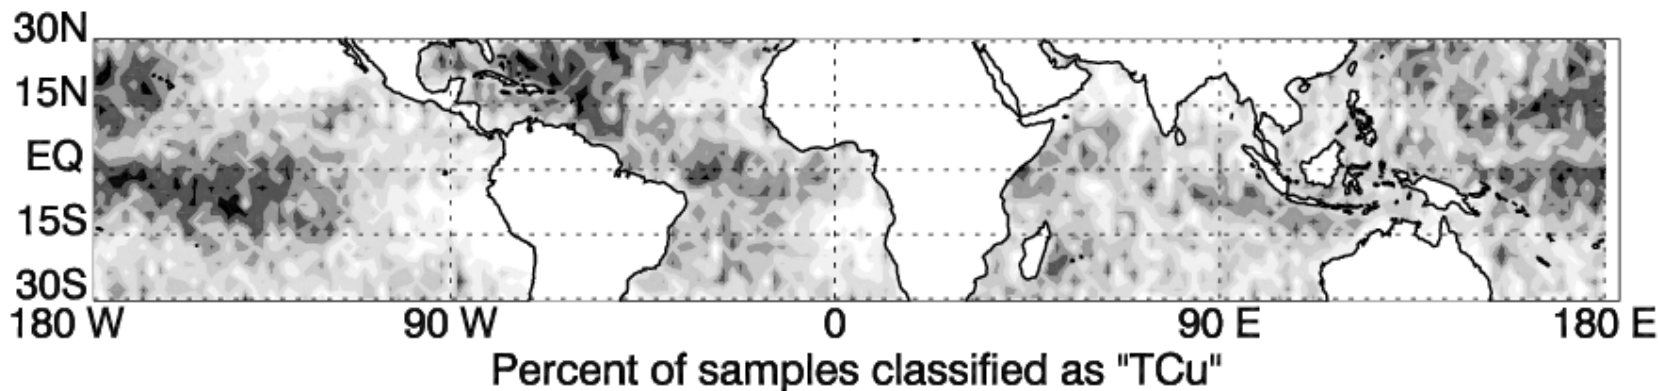 30N
15N
EQ
15S
30S
180 W 90 W 0 90 E 180 E
Percent of samples classified as "TCu"